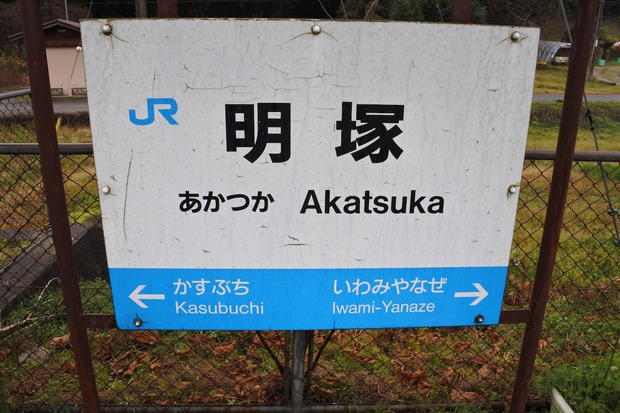 JR
明塚
あかつか Akatsuka
← かすぶち いわみやなぜ →
Kasubuchi Iwami-Yanaze